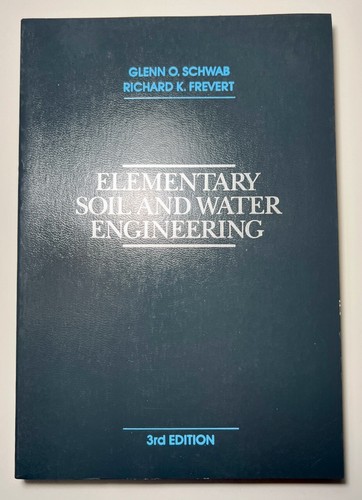 GLENN O. SCHWAB
RICHARD K. FREVERT
ELEMENTARY
SOIL AND WATER
ENGINEERING
3rd EDITION